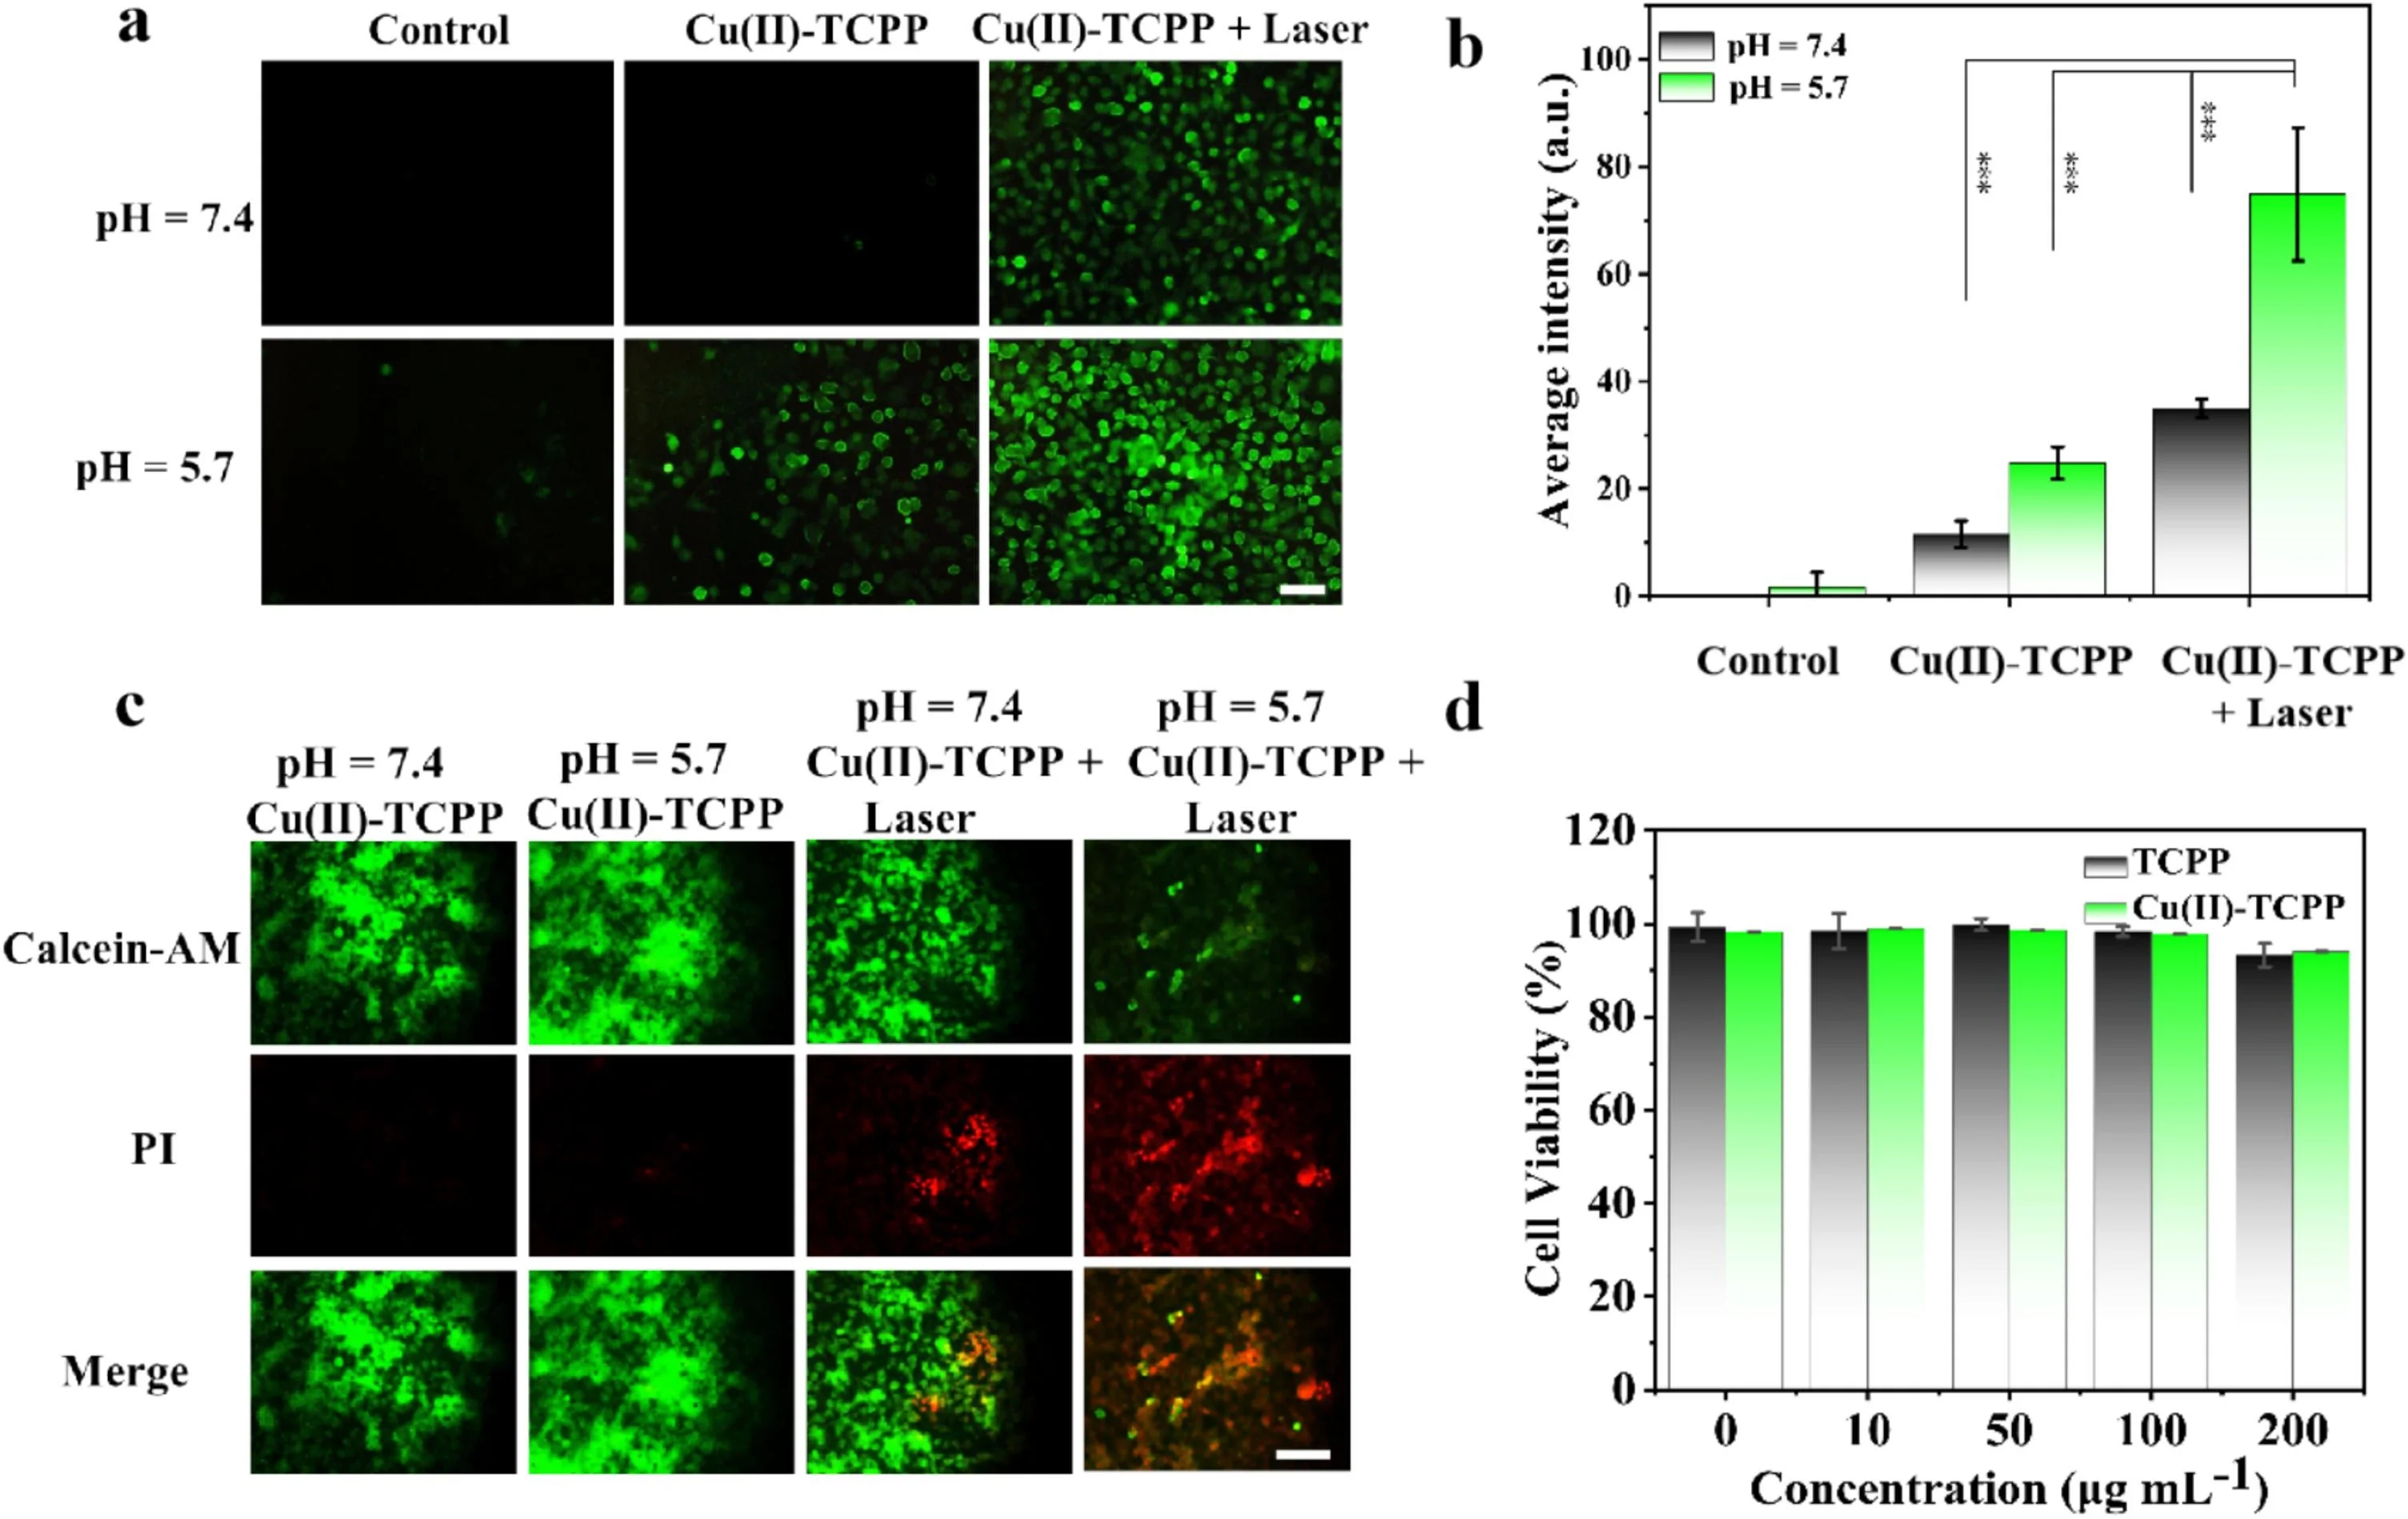 a
Control
Cu(II)-TCPP
Cu(II)-TCPP + Laser
pH = 7.4
pH = 5.7
b
pH = 7.4
pH = 5.7
Average intensity (a.u.)
100
80
60
40
20
0
***
***
***
Control
Cu(II)-TCPP
Cu(II)-TCPP
+ Laser
c
pH = 7.4
Cu(II)-TCPP
pH = 5.7
Cu(II)-TCPP
pH = 7.4
Cu(II)-TCPP +
Laser
pH = 5.7
Cu(II)-TCPP +
Laser
Calcein-AM
PI
Merge
d
TCPP
Cu(II)-TCPP
Cell Viability (%)
120
100
80
60
40
20
0
0
10
50
100
200
Concentration (μg mL⁻¹)